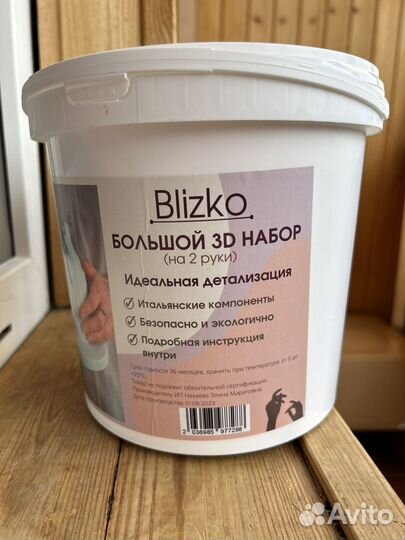 Blizko
БОЛЬШОЙ 3D НАБОР
(на 2 руки)
Идеальная детализация
Итальянские компоненты
Безопасно и экологично
Подробная инструкция
внутри
Срок годности 36 месяцев, хранить при температуре от 0 до
+25°C.
Товар не подлежит обязательной сертификации.
Производитель ИП Нахаева Элина Маратовна.
Дата производства 01.08.2023
2 036985 977288
Avito